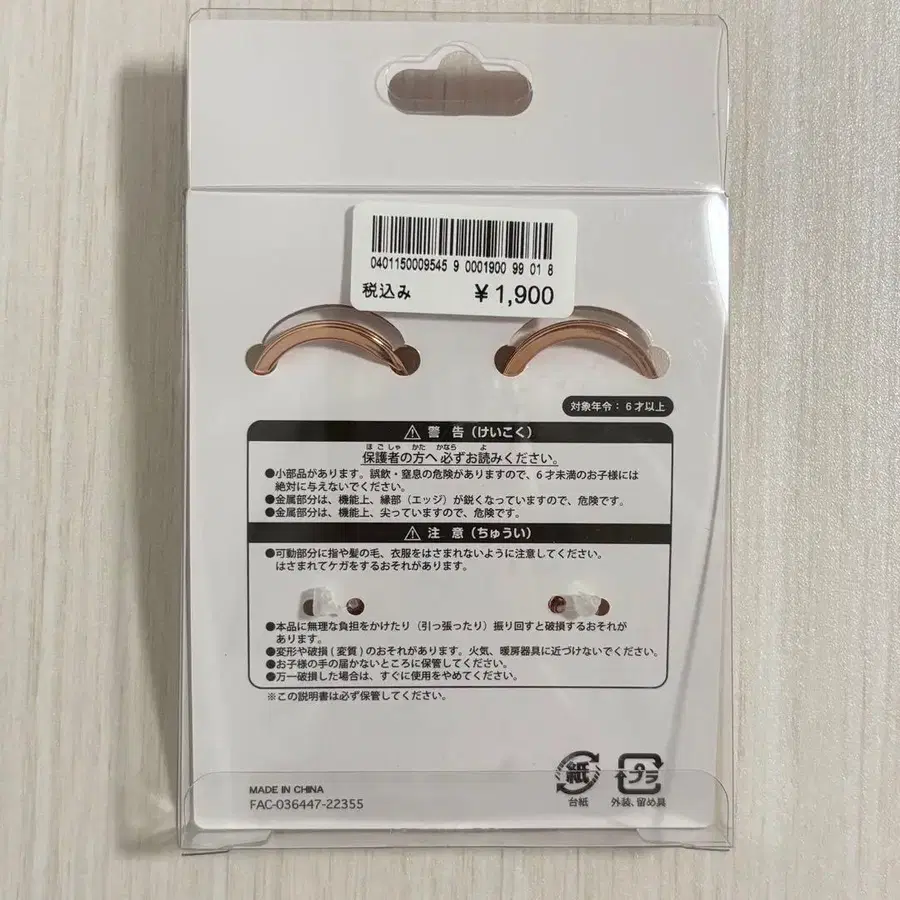 0401150009545 9 0001900 99 01 8
税込み ¥1,900
対象年令：6才以上
⚠警告（けいこく）
ほごしゃ かた かなら よ
保護者の方へ必ずお読みください。
●小部品があります。誤飲・窒息の危険がありますので、6才未満のお子様には
絶対に与えないでください。
●金属部分は、機能上、縁部（エッジ）が鋭くなっていますので、危険です。
●金属部分は、機能上、尖っていますので、危険です。
⚠注意（ちゅうい）
●可動部分に指や髪の毛、衣服をはさまれないように注意してください。
はさまれてケガをするおそれがあります。
●本品に無理な負担をかけたり（引っ張ったり）振り回すと破損するおそれが
あります。
●変形や破損(変質)のおそれがあります。火気、暖房器具に近づけないでください。
●お子様の手の届かないところに保管してください。
●万一破損した場合は、すぐに使用をやめてください。
※この説明書は必ず保管してください。
紙 プラ
台紙 外装、留め具
MADE IN CHINA
FAC-036447-22355